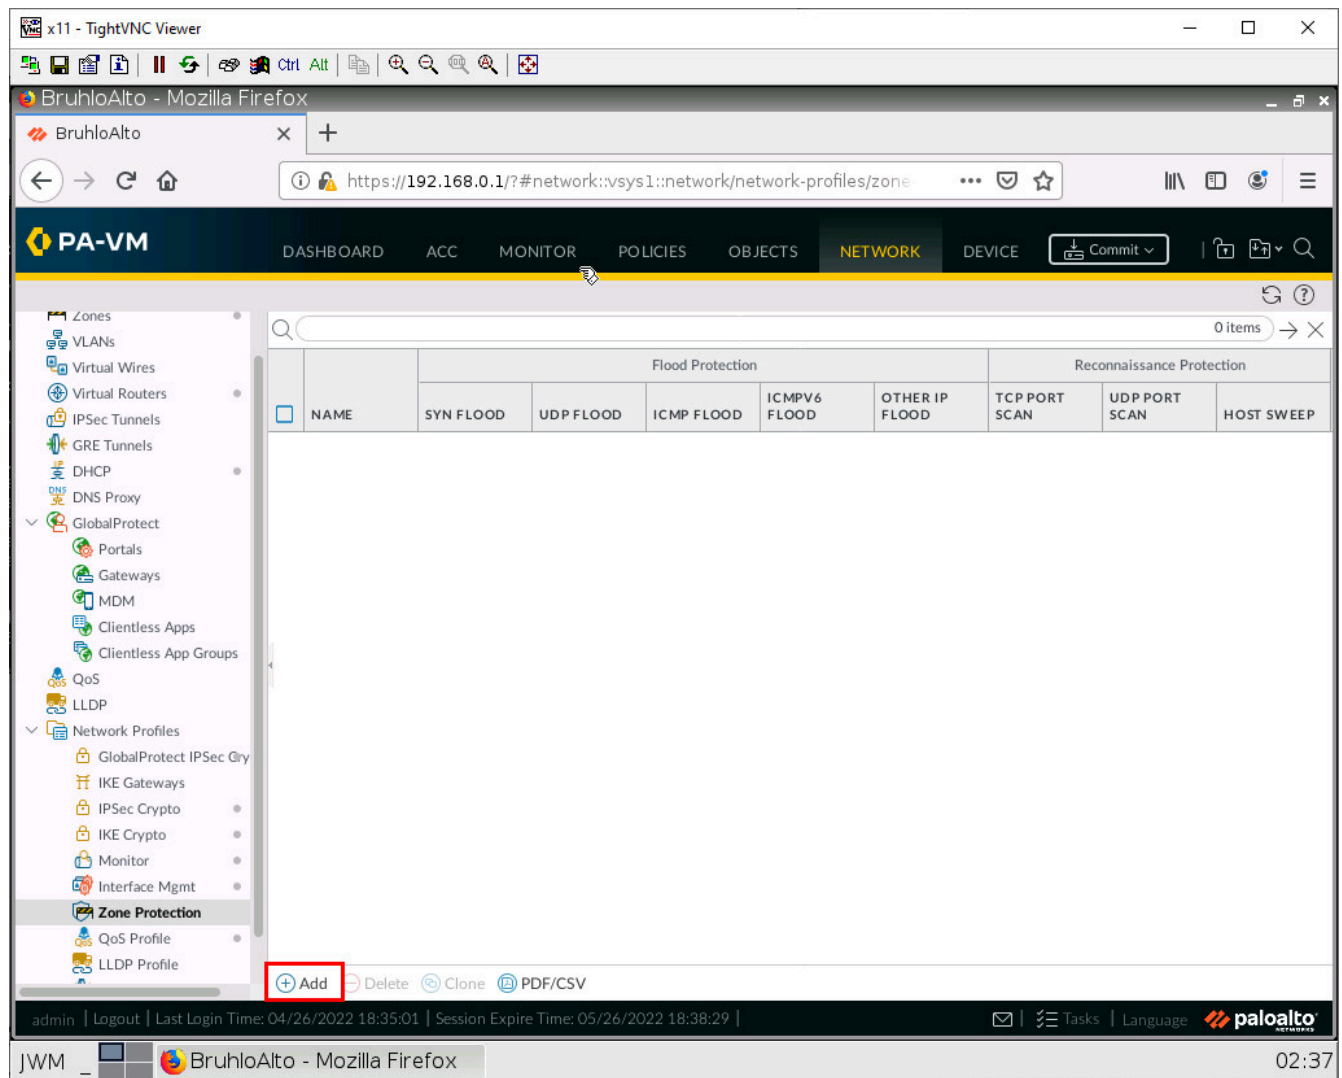 x11 - TightVNC Viewer
Ctrl Alt
BruhloAlto - Mozilla Firefox
BruhloAlto
https://192.168.0.1/?#network::vsys1::network/network-profiles/zone
PA-VM
DASHBOARD ACC MONITOR POLICIES OBJECTS NETWORK DEVICE Commit
Zones
VLANs
Virtual Wires
Virtual Routers
IPSec Tunnels
GRE Tunnels
DHCP
DNS Proxy
GlobalProtect
Portals
Gateways
MDM
Clientless Apps
Clientless App Groups
QoS
LLDP
Network Profiles
GlobalProtect IPSec Cry
IKE Gateways
IPSec Crypto
IKE Crypto
Monitor
Interface Mgmt
Zone Protection
QoS Profile
LLDP Profile
0 items
Flood Protection Reconnaissance Protection
NAME SYN FLOOD UDP FLOOD ICMP FLOOD ICMPV6 FLOOD OTHER IP FLOOD TCP PORT SCAN UDP PORT SCAN HOST SWEEP
Add Delete Clone PDF/CSV
admin | Logout | Last Login Time: 04/26/2022 18:35:01 | Session Expire Time: 05/26/2022 18:38:29 |
Tasks | Language paloalto NETWORKS
JWM _ BruhloAlto - Mozilla Firefox 02:37